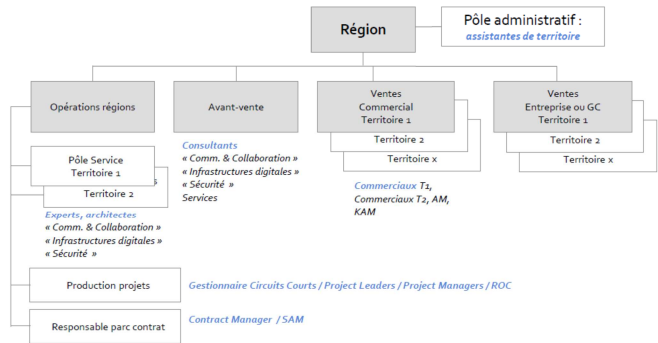 Région
Pôle administratif :
assistantes de territoire
Opérations régions
Avant-vente
Ventes
Commercial
Territoire 1
Territoire 2
Territoire x
Ventes
Entreprise ou GC
Territoire 1
Territoire 2
Territoire x
Pôle Service
Territoire 1
Territoire 2
Experts, architectes
« Comm. & Collaboration »
« Infrastructures digitales »
« Sécurité »
Consultants
« Comm. & Collaboration »
« Infrastructures digitales »
« Sécurité »
Services
Commerciaux T1,
Commerciaux T2, AM,
KAM
Production projets
Gestionnaire Circuits Courts / Project Leaders / Project Managers / ROC
Responsable parc contrat
Contract Manager / SAM